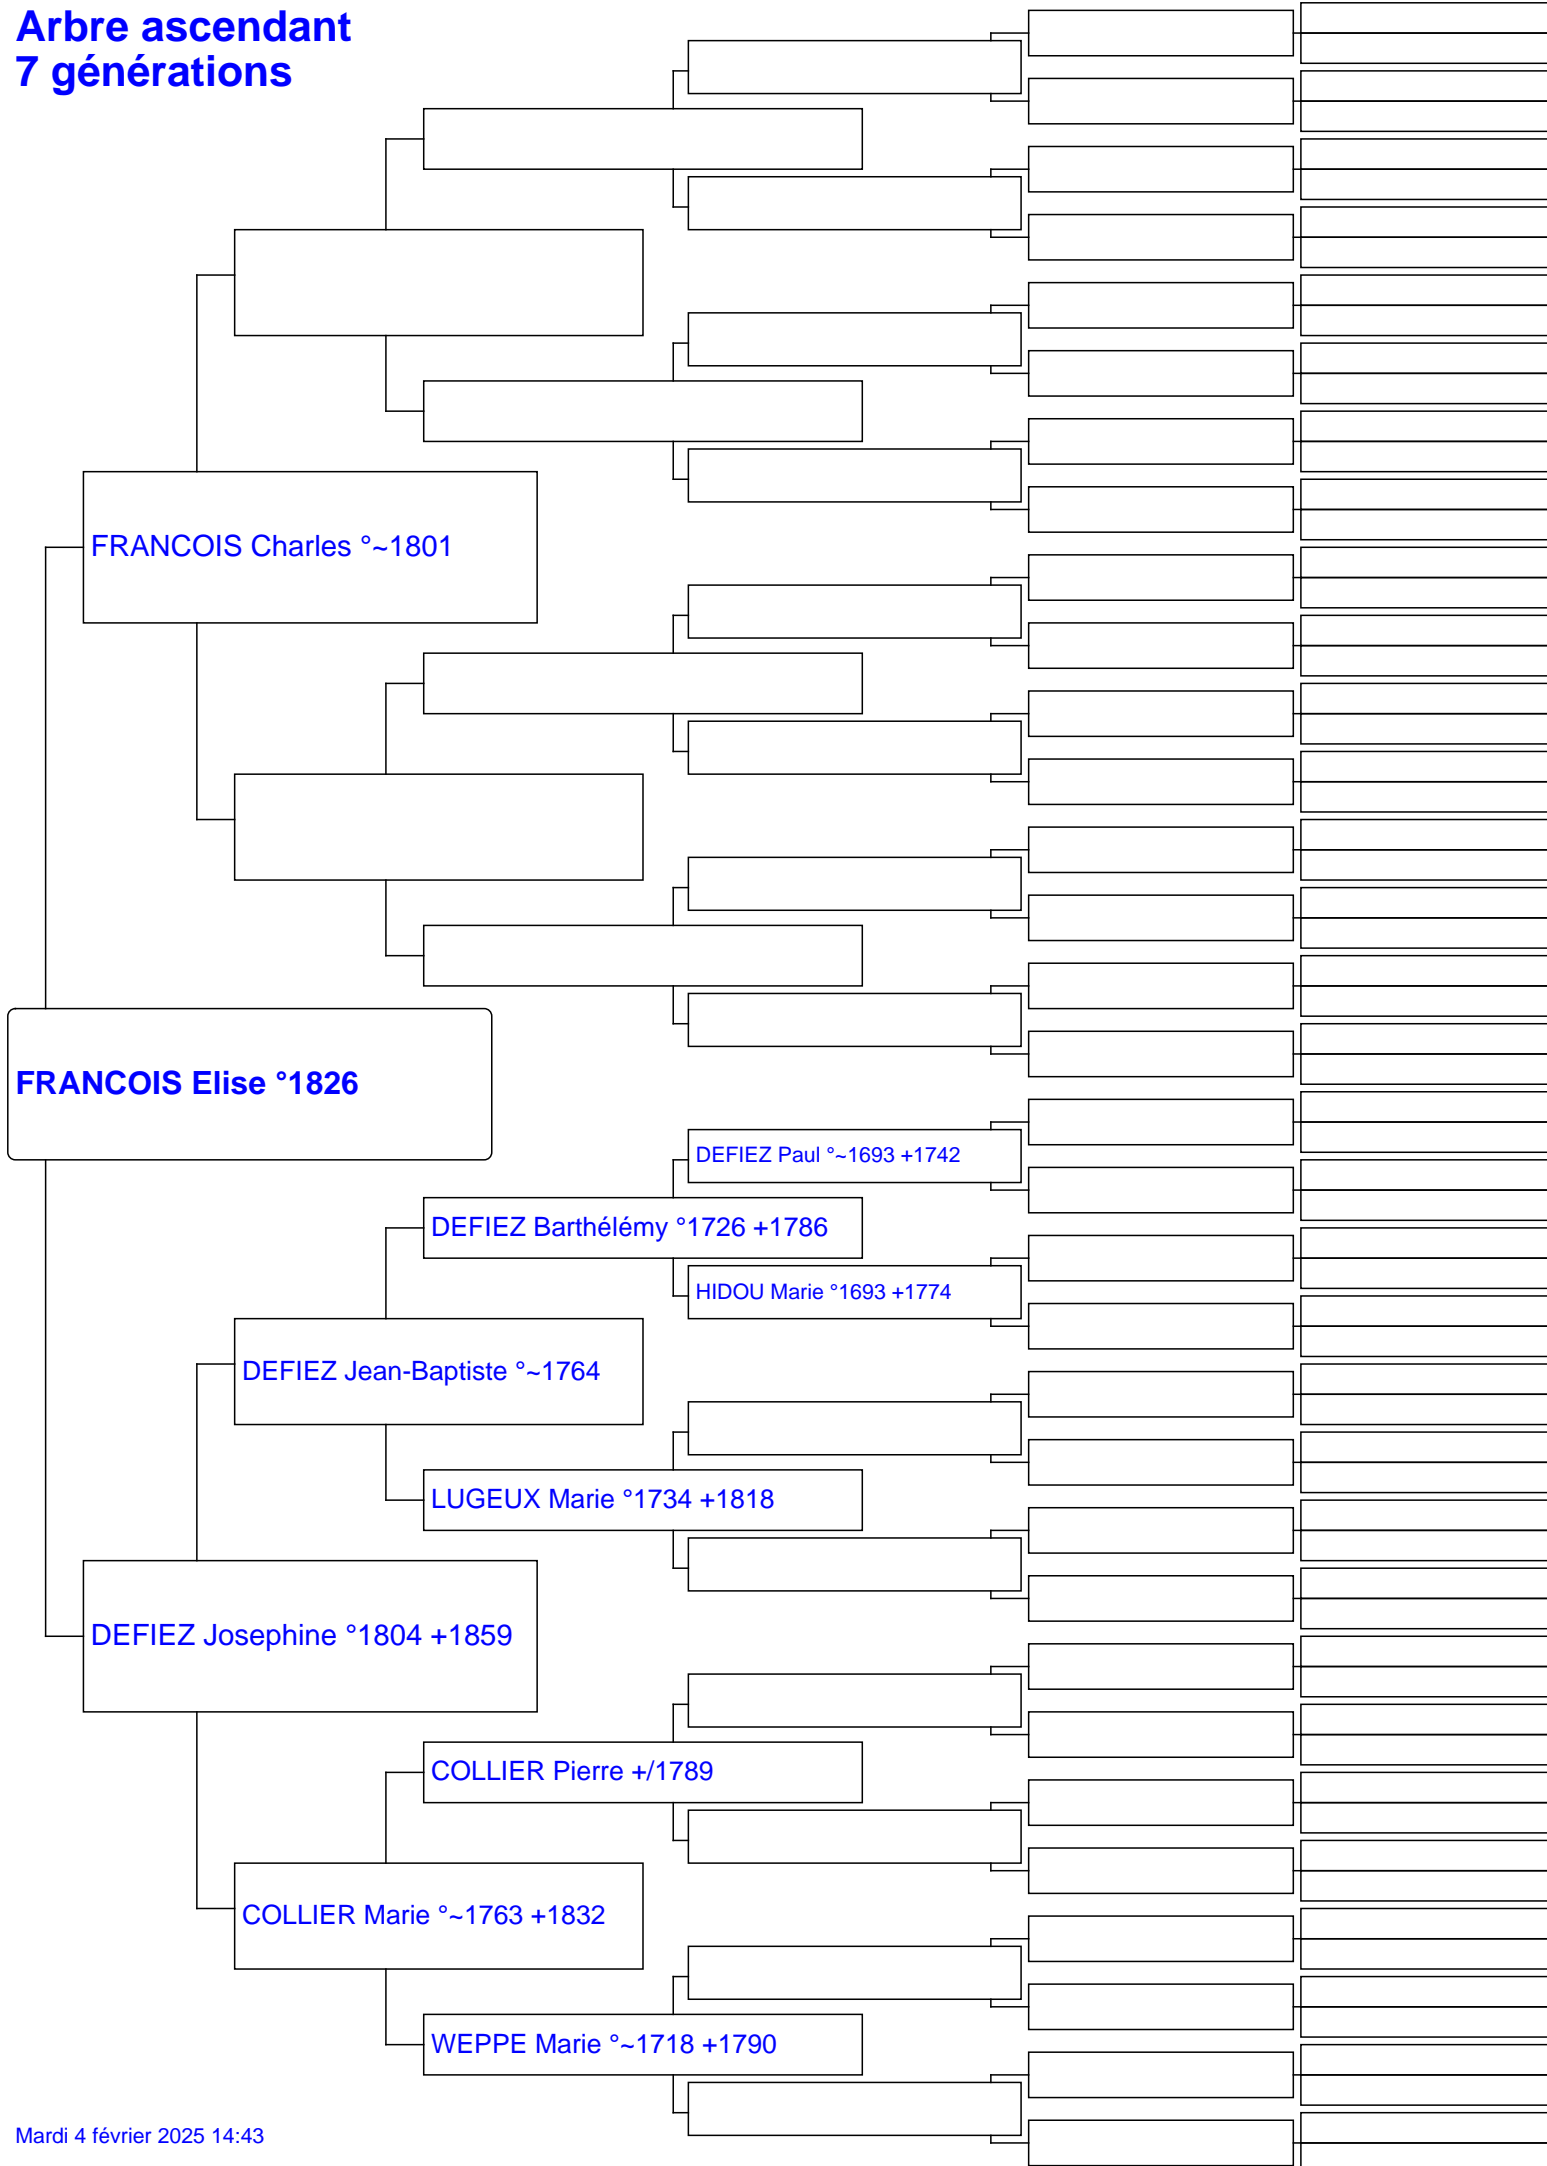 Arbre ascendant
7 générations
FRANCOIS Charles °~1801
FRANCOIS Elise °1826
DEFIEZ Paul °~1693 +1742
DEFIEZ Barthélémy °1726 +1786
HIDOU Marie °1693 +1774
DEFIEZ Jean-Baptiste °~1764
LUGEUX Marie °1734 +1818
DEFIEZ Josephine °1804 +1859
COLLIER Pierre +/1789
COLLIER Marie °~1763 +1832
WEPPE Marie °~1718 +1790
Mardi 4 février 2025 14:43